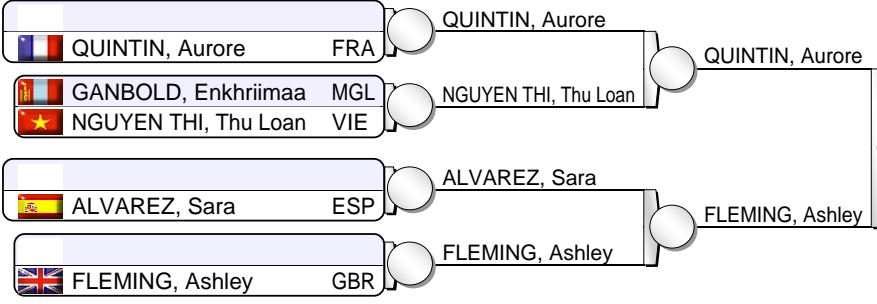 QUINTIN, Aurore FRA
GANBOLD, Enkhriimaa MGL
NGUYEN THI, Thu Loan VIE
ALVAREZ, Sara ESP
FLEMING, Ashley GBR
QUINTIN, Aurore
NGUYEN THI, Thu Loan
ALVAREZ, Sara
FLEMING, Ashley
QUINTIN, Aurore
FLEMING, Ashley